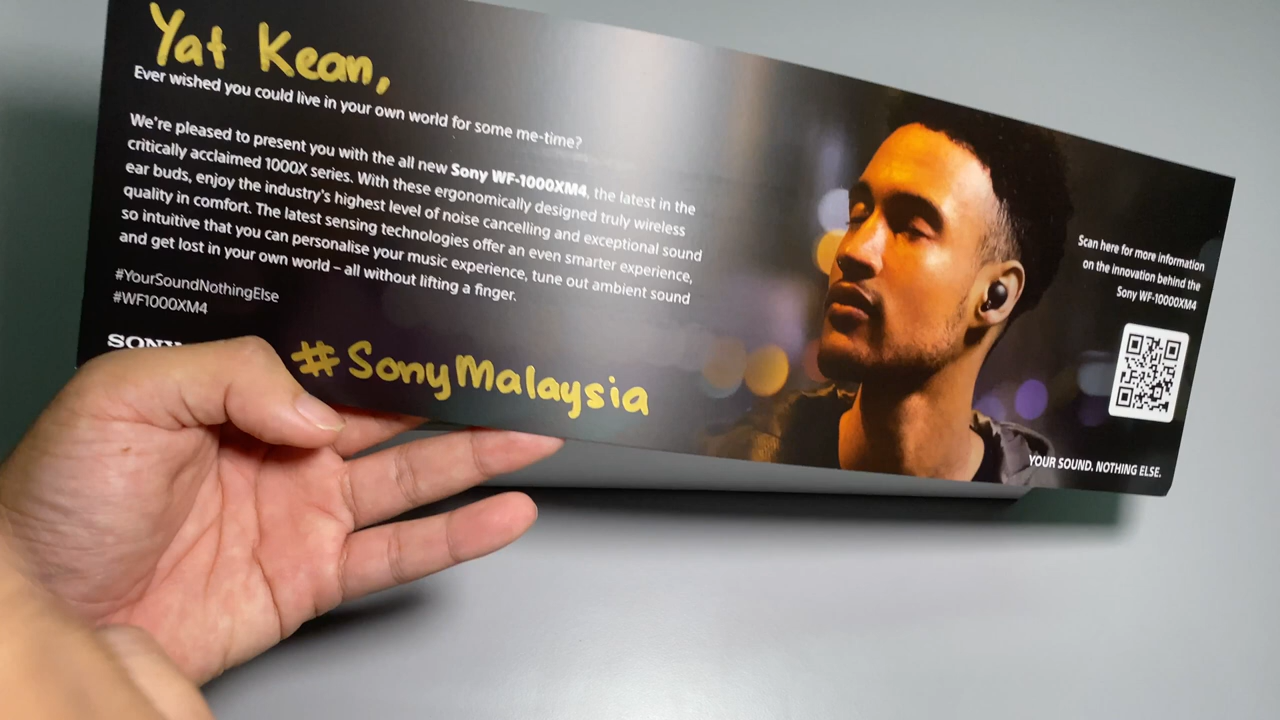 Yat Kean,
Ever wished you could live in your own world for some me-time?
We're pleased to present you with the all new Sony WF-1000XM4, the latest in the
critically acclaimed 1000X series. With these ergonomically designed truly wireless
ear buds, enjoy the industry's highest level of noise cancelling and exceptional sound
quality in comfort. The latest sensing technologies offer an even smarter experience,
so intuitive that you can personalise your music experience, tune out ambient sound
and get lost in your own world – all without lifting a finger.
#YourSoundNothingElse
#WF1000XM4
SONY
#SonyMalaysia
Scan here for more information
on the innovation behind the
Sony WF-10000XM4
YOUR SOUND. NOTHING ELSE.